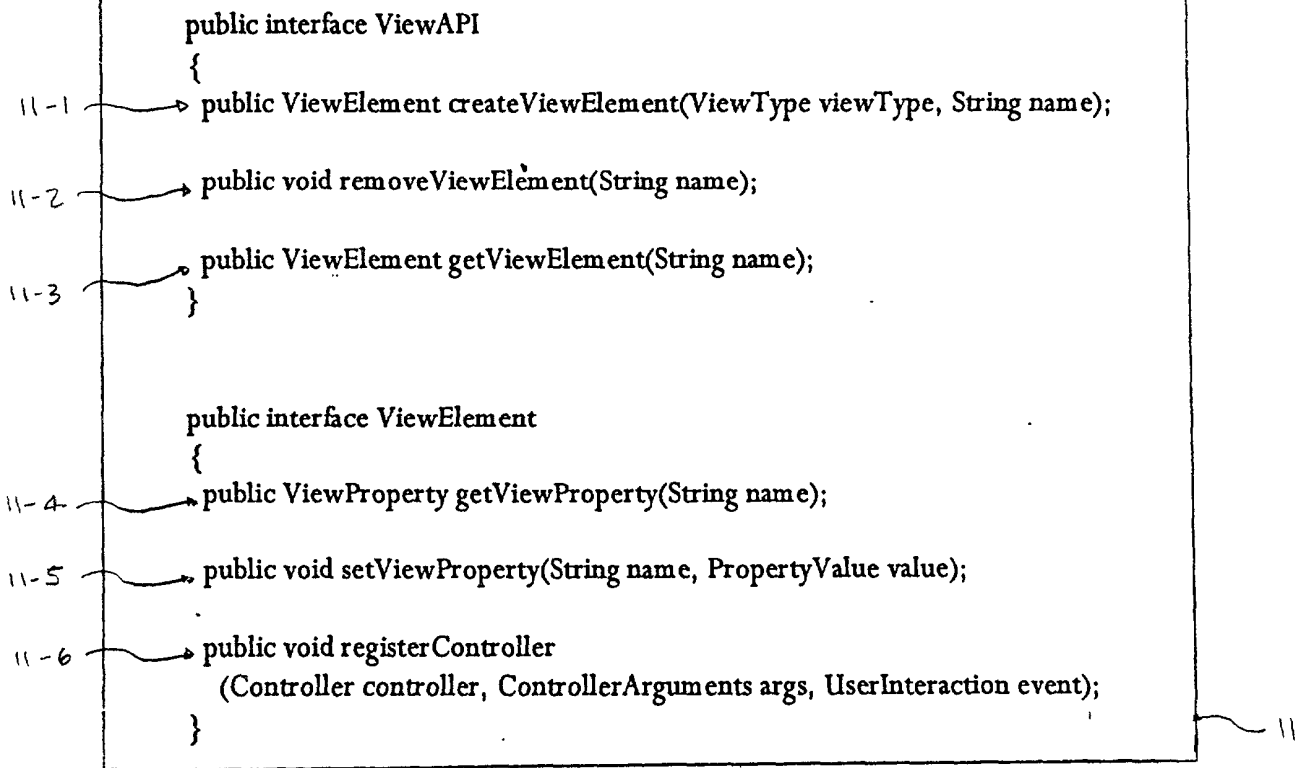 public interface ViewAPI
{
11-1 public ViewElement createViewElement(ViewType viewType, String name);
11-2 public void removeViewElement(String name);
11-3 public ViewElement getViewElement(String name);
}
public interface ViewElement
{
11-4 public ViewProperty getViewProperty(String name);
11-5 public void setViewProperty(String name, PropertyValue value);
11-6 public void registerController
(Controller controller, ControllerArguments args, UserInteraction event);
}
11